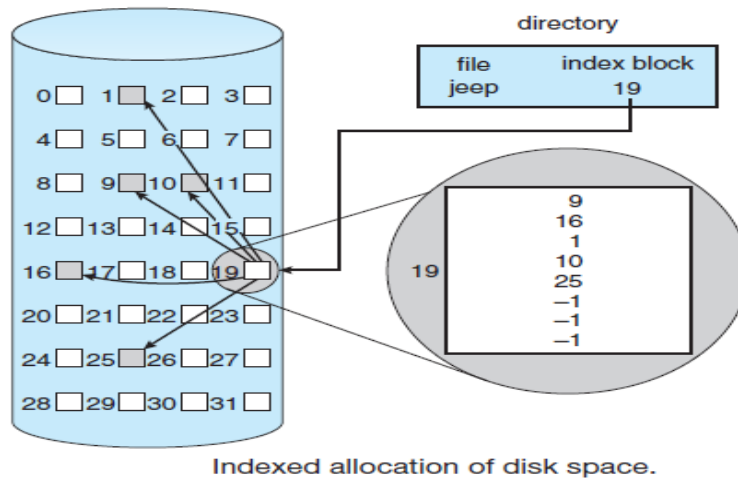 directory
file index block
jeep 19
0 1 2 3
4 5 6 7
8 9 10 11
12 13 14 15
16 17 18 19
20 21 22 23
24 25 26 27
28 29 30 31
19
9
16
1
10
25
–1
–1
–1
Indexed allocation of disk space.